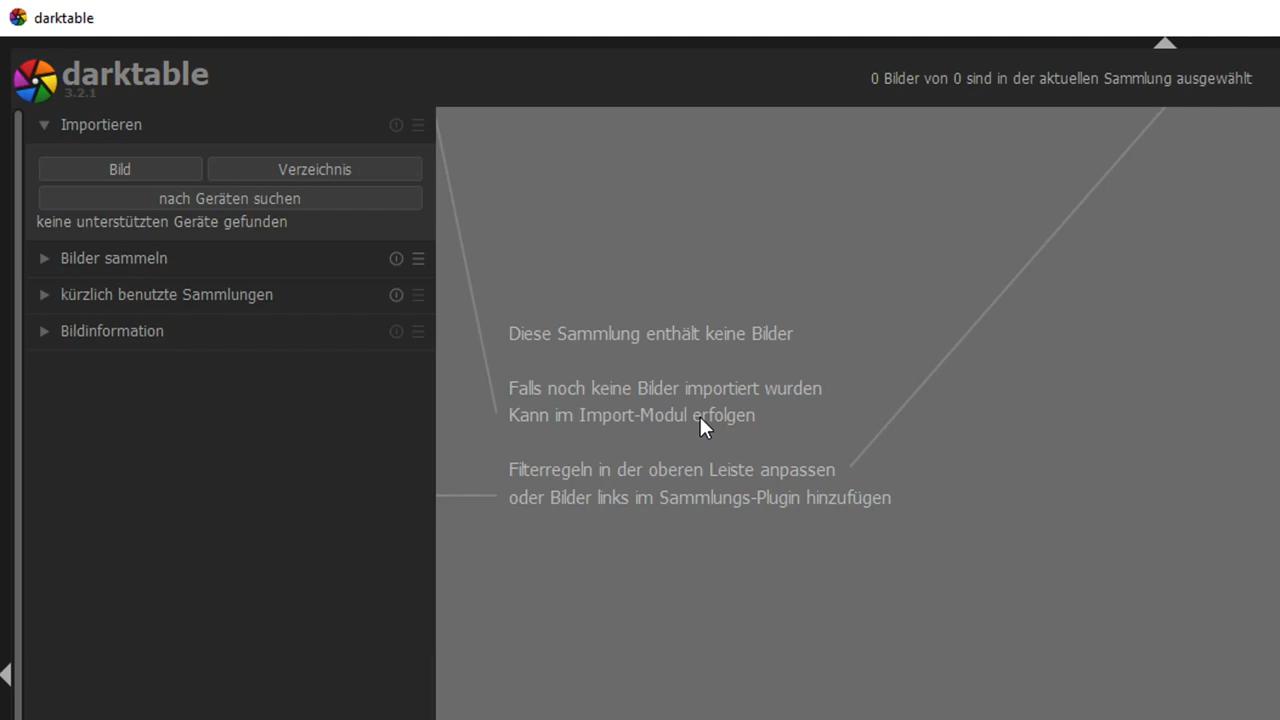 darktable
darktable
3.2.1
0 Bilder von 0 sind in der aktuellen Sammlung ausgewählt
Importieren
Bild
Verzeichnis
nach Geräten suchen
keine unterstützten Geräte gefunden
Bilder sammeln
kürzlich benutzte Sammlungen
Bildinformation
Diese Sammlung enthält keine Bilder
Falls noch keine Bilder importiert wurden
Kann im Import-Modul erfolgen
Filterregeln in der oberen Leiste anpassen
oder Bilder links im Sammlungs-Plugin hinzufügen